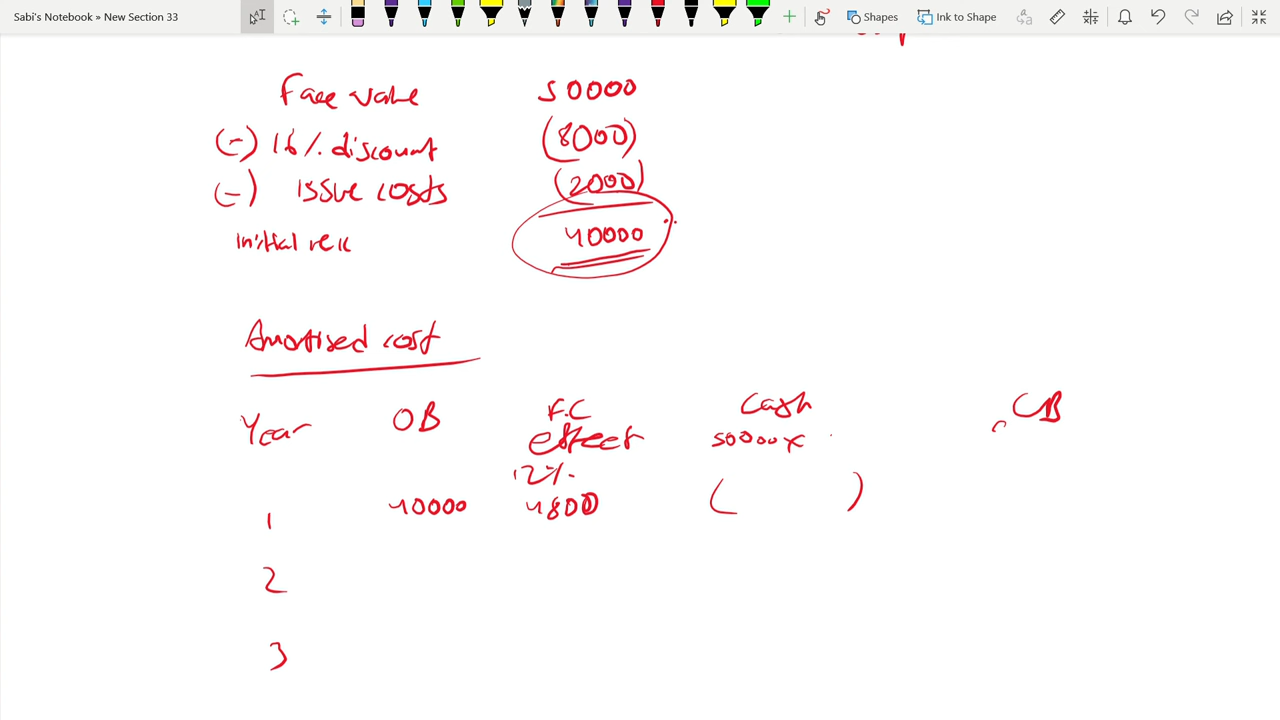 Sabi's Notebook » New Section 33
Shapes
Ink to Shape
Face value 50000
(-) 16% discount (8000)
(-) Issue costs (2000)
Initial rec 40000
Amortised cost
Year OB F.C effect 12% Cash 50000x CB
1 40000 4800 ( )
2
3